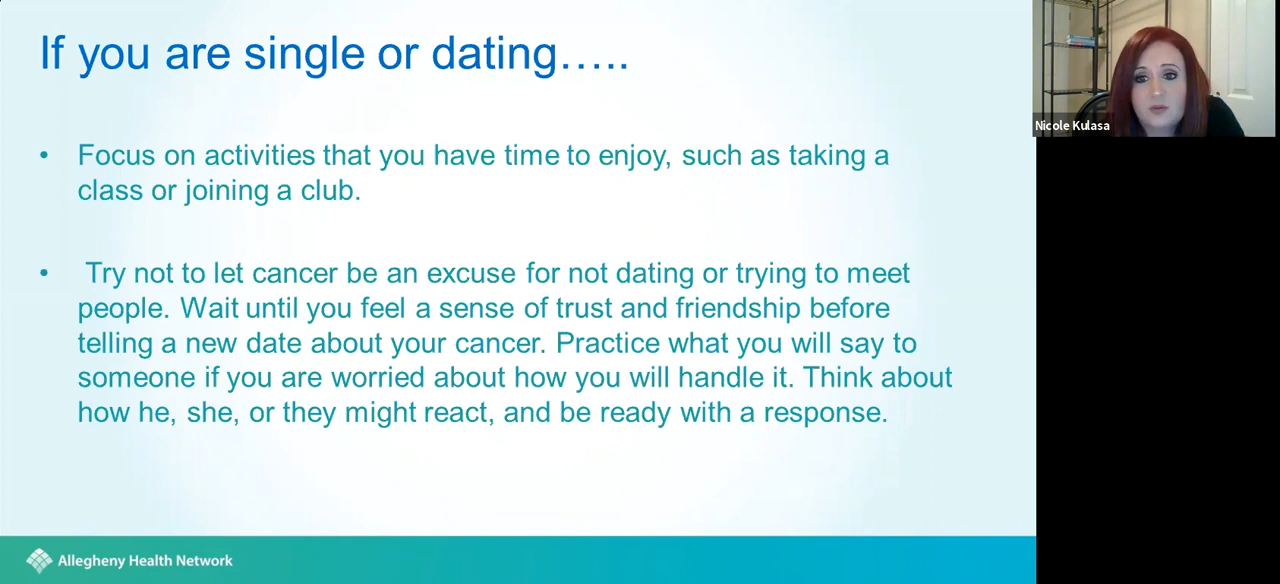 If you are single or dating…..
• Focus on activities that you have time to enjoy, such as taking a
class or joining a club.
• Try not to let cancer be an excuse for not dating or trying to meet
people. Wait until you feel a sense of trust and friendship before
telling a new date about your cancer. Practice what you will say to
someone if you are worried about how you will handle it. Think about
how he, she, or they might react, and be ready with a response.
Allegheny Health Network
Nicole Kulasa